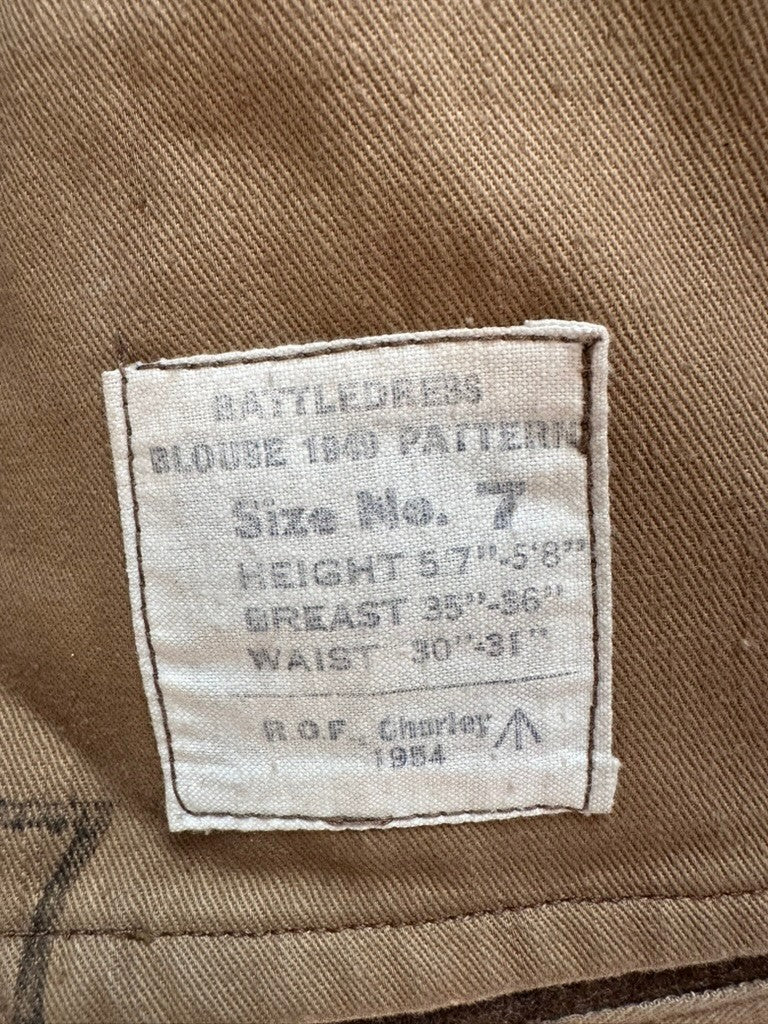 BATTLEDRESS
BLOUSE 1949 PATTERN
Size No. 7
HEIGHT 5'7"-5'8"
BREAST 35"-36"
WAIST 30"-31"
R.O.F., Chorley
1954
7